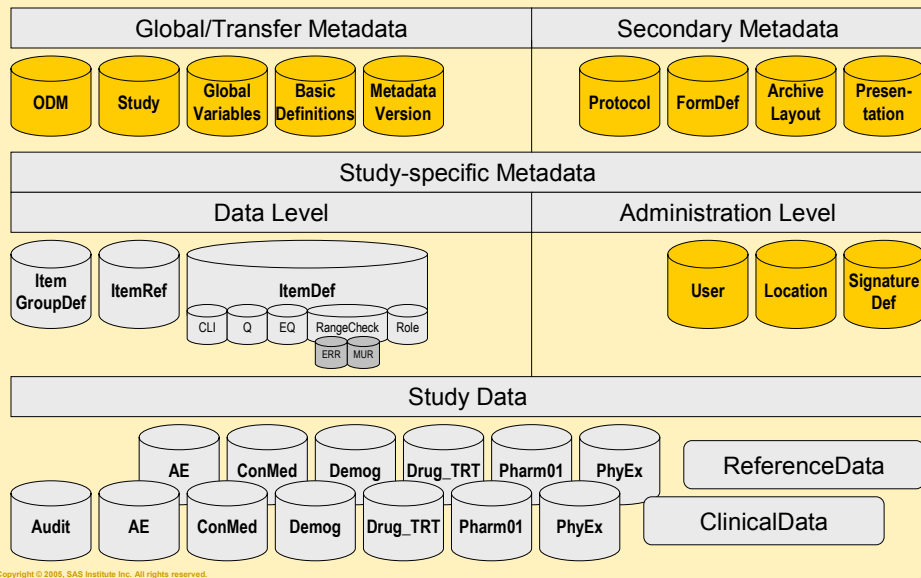 Global/Transfer Metadata
Secondary Metadata
ODM
Study
Global
Variables
Basic
Definitions
Metadata
Version
Protocol
FormDef
Archive
Layout
Presen-
tation
Study-specific Metadata
Data Level
Administration Level
Item
GroupDef
ItemRef
ItemDef
CLI
Q
EQ
RangeCheck
Role
ERR
MUR
User
Location
Signature
Def
Study Data
AE
ConMed
Demog
Drug_TRT
Pharm01
PhyEx
ReferenceData
Audit
AE
ConMed
Demog
Drug_TRT
Pharm01
PhyEx
ClinicalData
Copyright © 2005, SAS Institute Inc. All rights reserved.